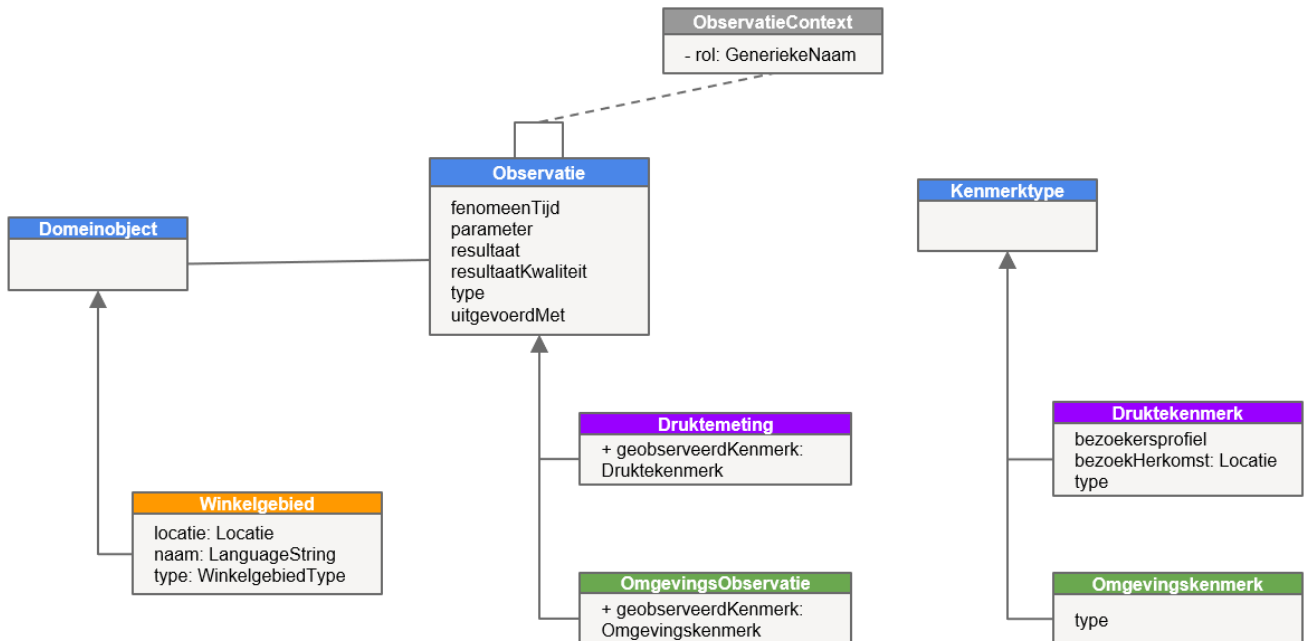 ObservatieContext
- rol: GeneriekeNaam
Observatie
fenomeenTijd
parameter
resultaat
resultaatKwaliteit
type
uitgevoerdMet
Kenmerktype
Domeinobject
Druktemeting
+ geobserveerdKenmerk:
Druktekenmerk
Druktekenmerk
bezoekersprofiel
bezoekHerkomst: Locatie
type
Winkelgebied
locatie: Locatie
naam: LanguageString
type: WinkelgebiedType
OmgevingsObservatie
+ geobserveerdKenmerk:
Omgevingskenmerk
Omgevingskenmerk
type